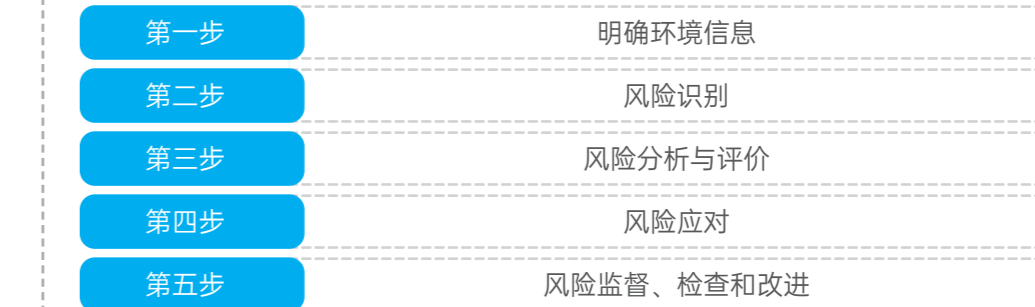 第一步 明确环境信息
第二步 风险识别
第三步 风险分析与评价
第四步 风险应对
第五步 风险监督、检查和改进